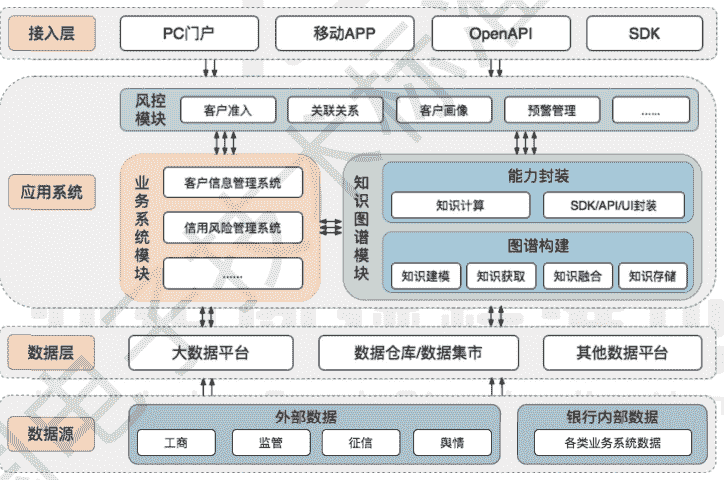 接入层
PC门户
移动APP
OpenAPI
SDK
应用系统
风控
模块
客户准入
关联关系
客户画像
预警管理
......
业务系统模块
客户信息管理系统
信用风险管理系统
......
知识图谱模块
能力封装
知识计算
SDK/API/UI封装
图谱构建
知识建模
知识获取
知识融合
知识存储
数据层
大数据平台
数据仓库/数据集市
其他数据平台
数据源
外部数据
工商
监管
征信
舆情
银行内部数据
各类业务系统数据